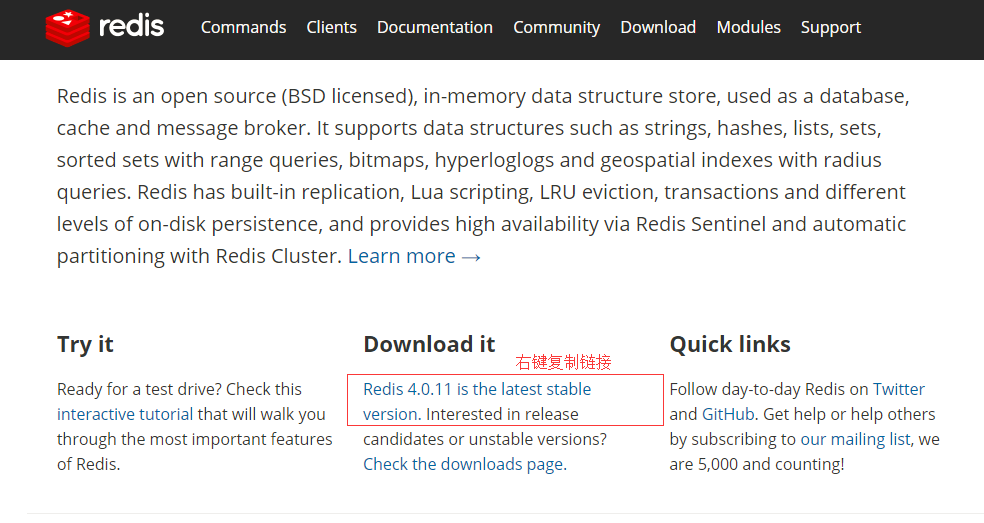 redis Commands Clients Documentation Community Download Modules Support
Redis is an open source (BSD licensed), in-memory data structure store, used as a database,
cache and message broker. It supports data structures such as strings, hashes, lists, sets,
sorted sets with range queries, bitmaps, hyperloglogs and geospatial indexes with radius
queries. Redis has built-in replication, Lua scripting, LRU eviction, transactions and different
levels of on-disk persistence, and provides high availability via Redis Sentinel and automatic
partitioning with Redis Cluster. Learn more →
Try it
Ready for a test drive? Check this
interactive tutorial that will walk you
through the most important features
of Redis.
Download it
右键复制链接
Redis 4.0.11 is the latest stable
version. Interested in release
candidates or unstable versions?
Check the downloads page.
Quick links
Follow day-to-day Redis on Twitter
and GitHub. Get help or help others
by subscribing to our mailing list, we
are 5,000 and counting!